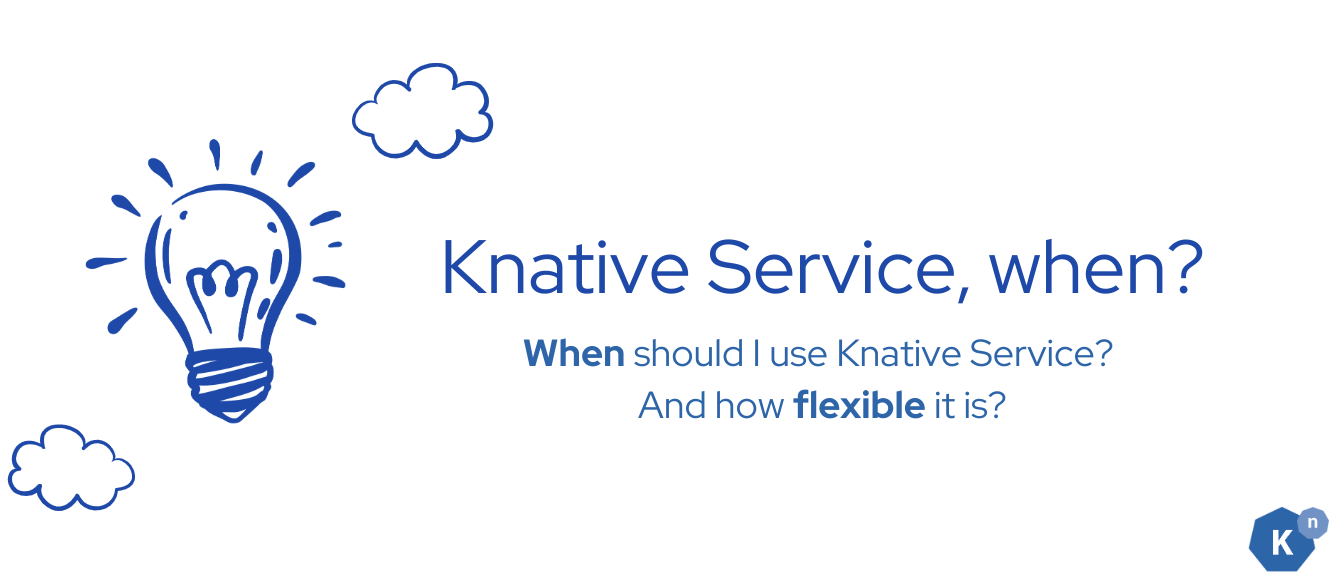 Knative Service, when?
When should I use Knative Service?
And how flexible it is?
K n